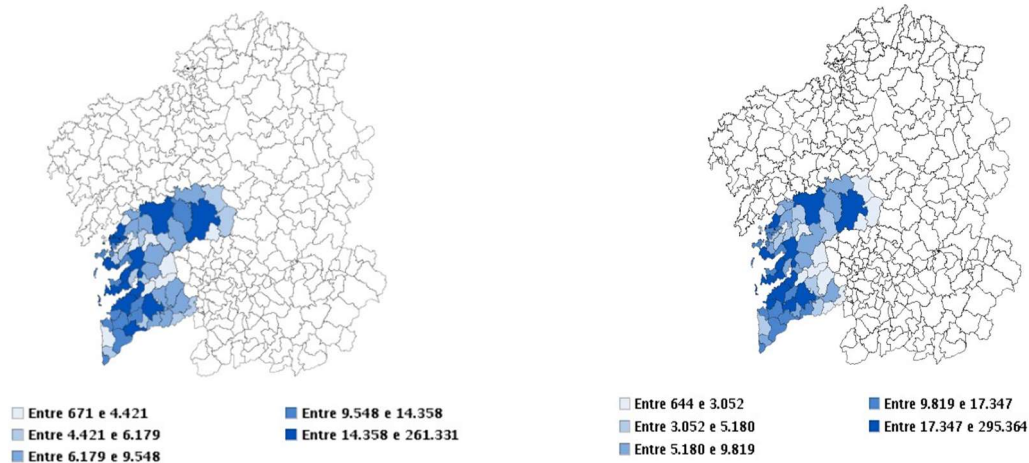 Entre 671 e 4.421
Entre 4.421 e 6.179
Entre 6.179 e 9.548
Entre 9.548 e 14.358
Entre 14.358 e 261.331
Entre 644 e 3.052
Entre 3.052 e 5.180
Entre 5.180 e 9.819
Entre 9.819 e 17.347
Entre 17.347 e 295.364